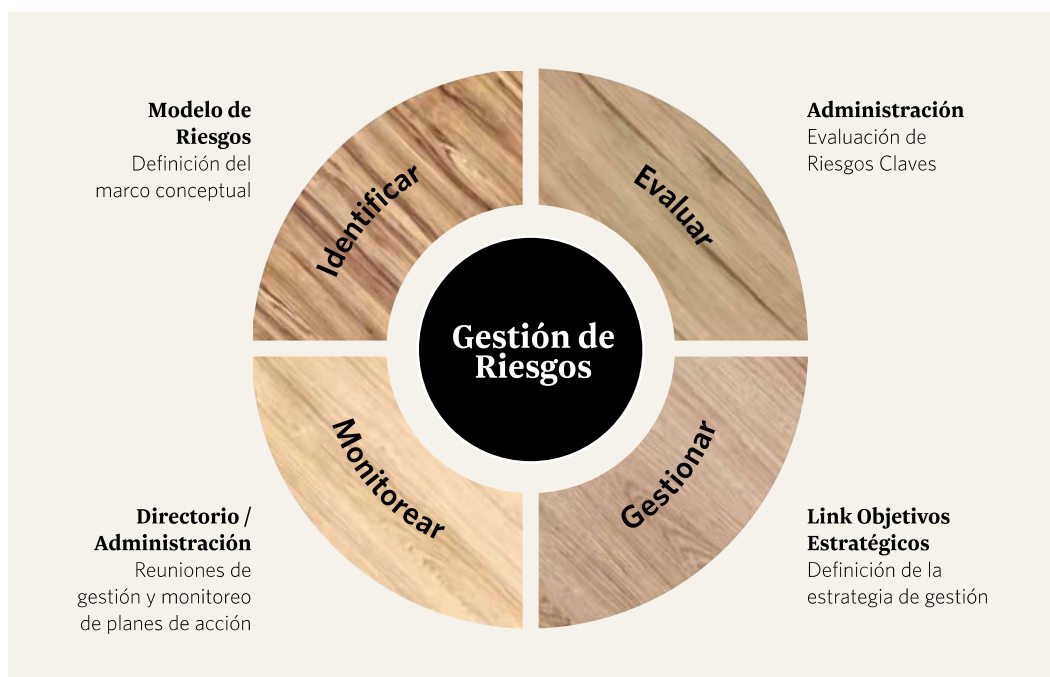 Modelo de
Riesgos
Definición del
marco conceptual
Identificar
Evaluar
Administración
Evaluación de
Riesgos Claves
Gestión de
Riesgos
Directorio /
Administración
Reuniones de
gestión y monitoreo
de planes de acción
Monitorear
Gestionar
Link Objetivos
Estratégicos
Definición de la
estrategia de gestión